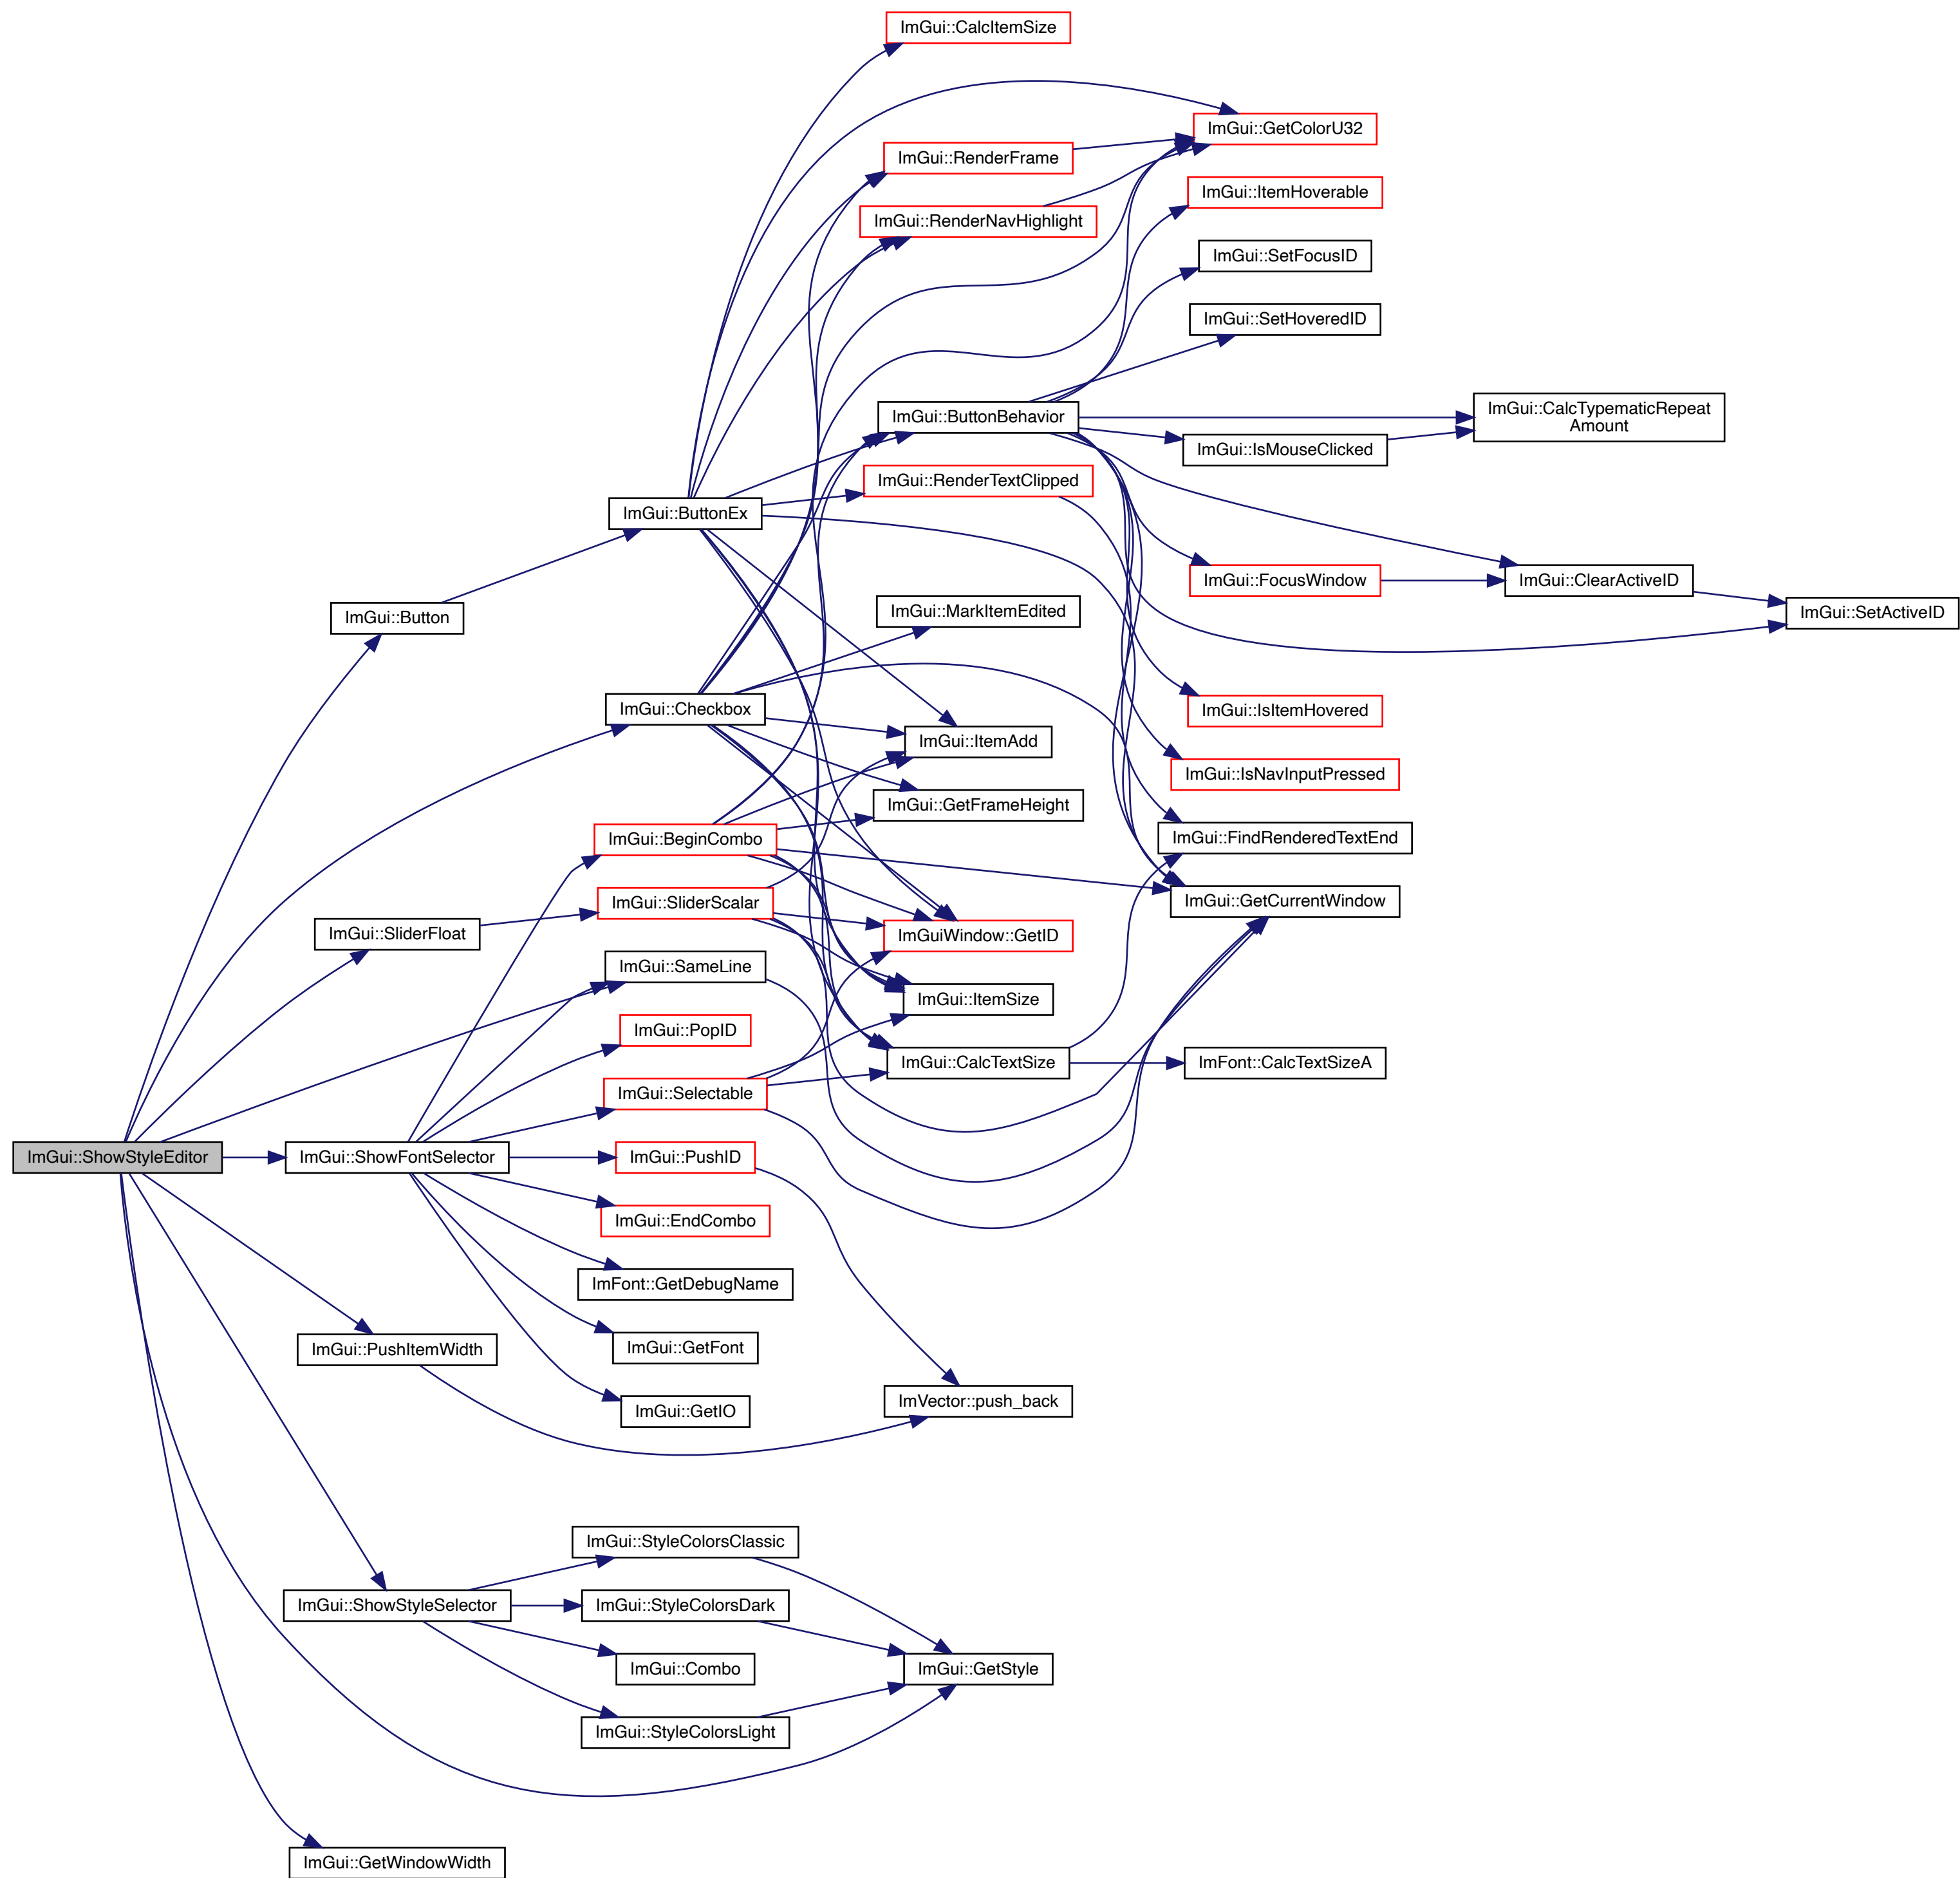 ImGui::CalcItemSize
ImGui::GetColorU32
ImGui::RenderFrame
ImGui::ItemHoverable
ImGui::RenderNavHighlight
ImGui::SetFocusID
ImGui::SetHoveredID
ImGui::CalcTypematicRepeat
Amount
ImGui::ButtonBehavior
ImGui::IsMouseClicked
ImGui::RenderTextClipped
ImGui::ButtonEx
ImGui::FocusWindow
ImGui::ClearActiveID
ImGui::MarkItemEdited
ImGui::SetActiveID
ImGui::Button
ImGui::Checkbox
ImGui::IsItemHovered
ImGui::ItemAdd
ImGui::IsNavInputPressed
ImGui::GetFrameHeight
ImGui::BeginCombo
ImGui::FindRenderedTextEnd
ImGui::SliderScalar
ImGui::GetCurrentWindow
ImGui::SliderFloat
ImGuiWindow::GetID
ImGui::SameLine
ImGui::ItemSize
ImGui::PopID
ImGui::CalcTextSize
ImFont::CalcTextSizeA
ImGui::Selectable
ImGui::ShowStyleEditor
ImGui::ShowFontSelector
ImGui::PushID
ImGui::EndCombo
ImFont::GetDebugName
ImGui::PushItemWidth
ImGui::GetFont
ImGui::GetIO
ImVector::push_back
ImGui::StyleColorsClassic
ImGui::ShowStyleSelector
ImGui::StyleColorsDark
ImGui::Combo
ImGui::GetStyle
ImGui::StyleColorsLight
ImGui::GetWindowWidth